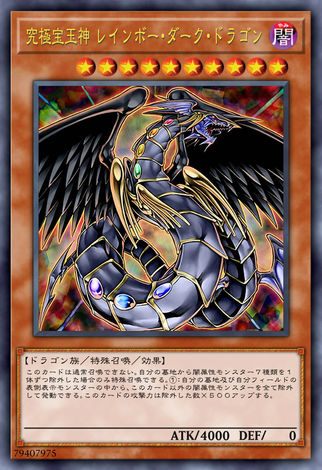 究極宝玉神 レインボー・ダーク・ドラゴン
闇
やみ
【ドラゴン族／特殊召喚／効果】
このカードは通常召喚できない。自分の墓地から闇属性モンスター７種類を１
体ずつ除外した場合のみ特殊召喚できる。①：自分の墓地及び自分フィールドの
表側表示モンスターの中から、このカード以外の闇属性モンスターを全て除外
して発動できる。このカードの攻撃力は除外した数×５００アップする。
ATK/4000 DEF/ 0
79407975